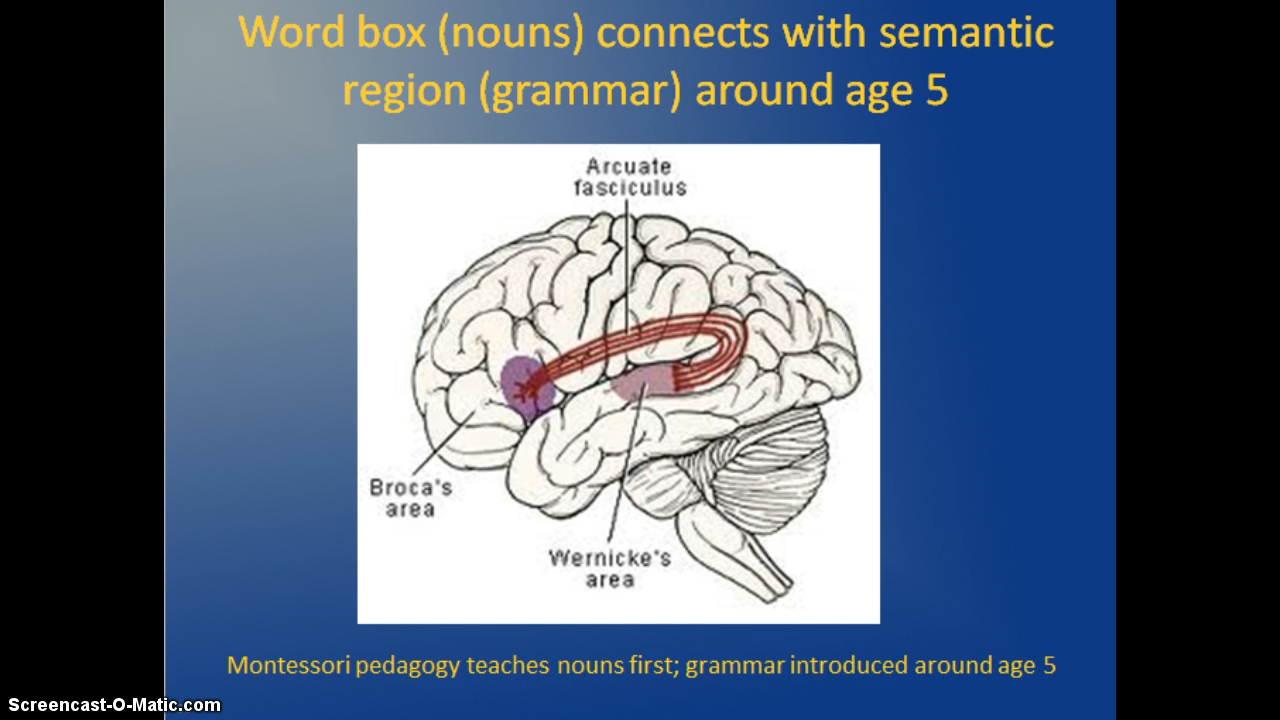 Word box (nouns) connects with semantic
region (grammar) around age 5
Arcuate
fasciculus
Broca's
area
Wernicke's
area
Montessori pedagogy teaches nouns first; grammar introduced around age 5
Screencast-O-Matic.com